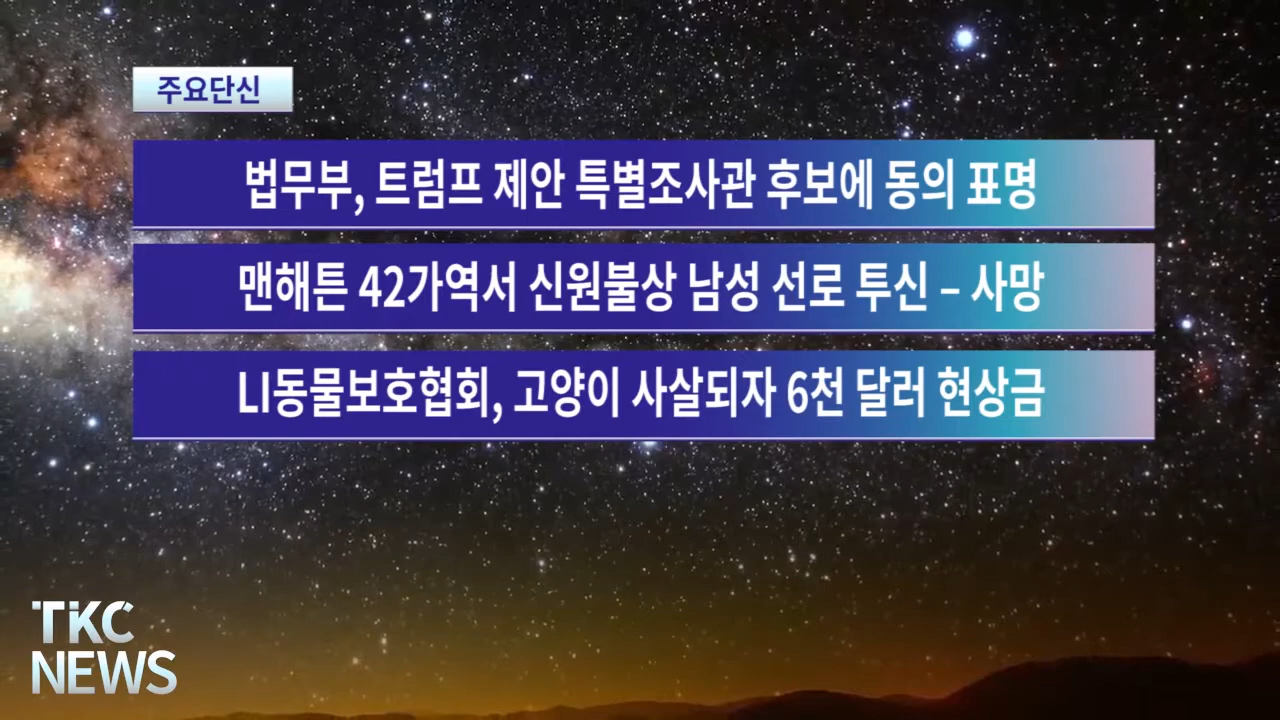 주요단신
법무부, 트럼프 제안 특별조사관 후보에 동의 표명
맨해튼 42가역서 신원불상 남성 선로 투신 – 사망
LI동물보호협회, 고양이 사살되자 6천 달러 현상금
TKC
NEWS